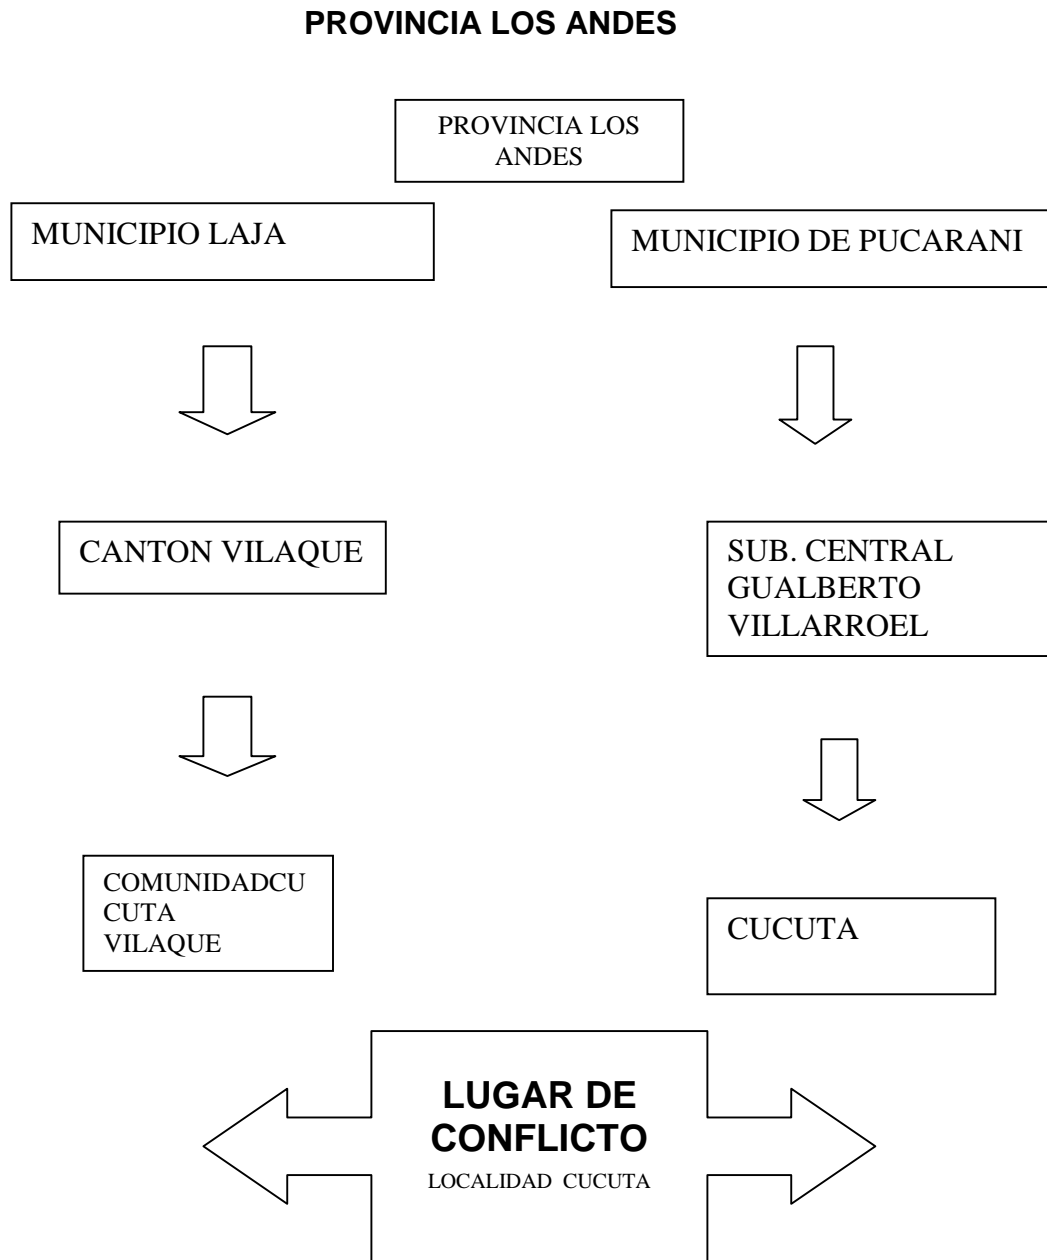 PROVINCIA LOS ANDES
PROVINCIA LOS
ANDES
MUNICIPIO LAJA
MUNICIPIO DE PUCARANI
CANTON VILAQUE
SUB. CENTRAL
GUALBERTO
VILLARROEL
COMUNIDADCU
CUTA
VILAQUE
CUCUTA
LUGAR DE
CONFLICTO
LOCALIDAD CUCUTA